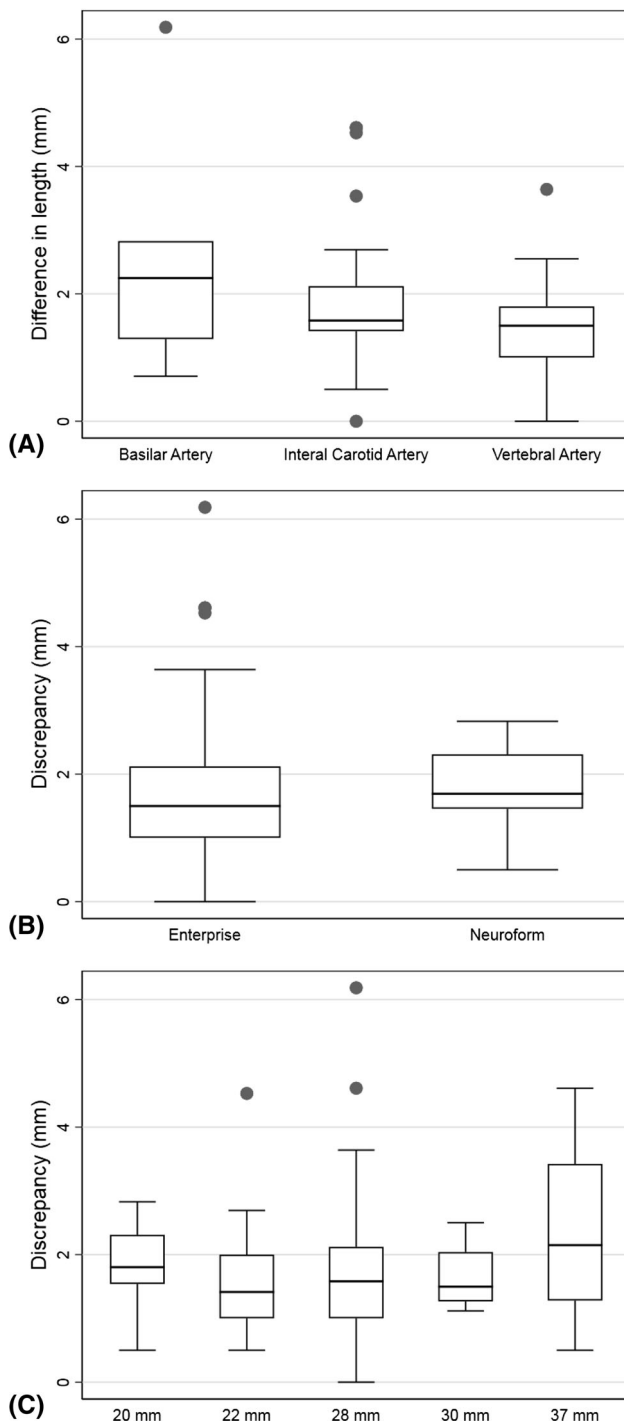 6
4
2
0
Difference in length (mm)
(A)
Basilar Artery Interal Carotid Artery Vertebral Artery
6
4
2
0
Discrepancy (mm)
(B)
Enterprise Neuroform
6
4
2
0
Discrepancy (mm)
(C)
20 mm 22 mm 28 mm 30 mm 37 mm